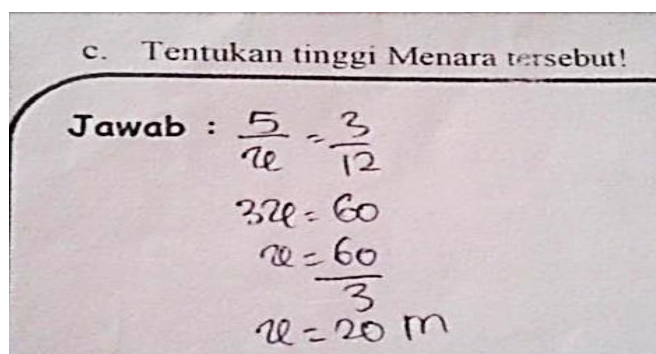 c. Tentukan tinggi Menara tersebut!
Jawab : 5/x = 3/12
3x = 60
x = 60/3
x = 20 m